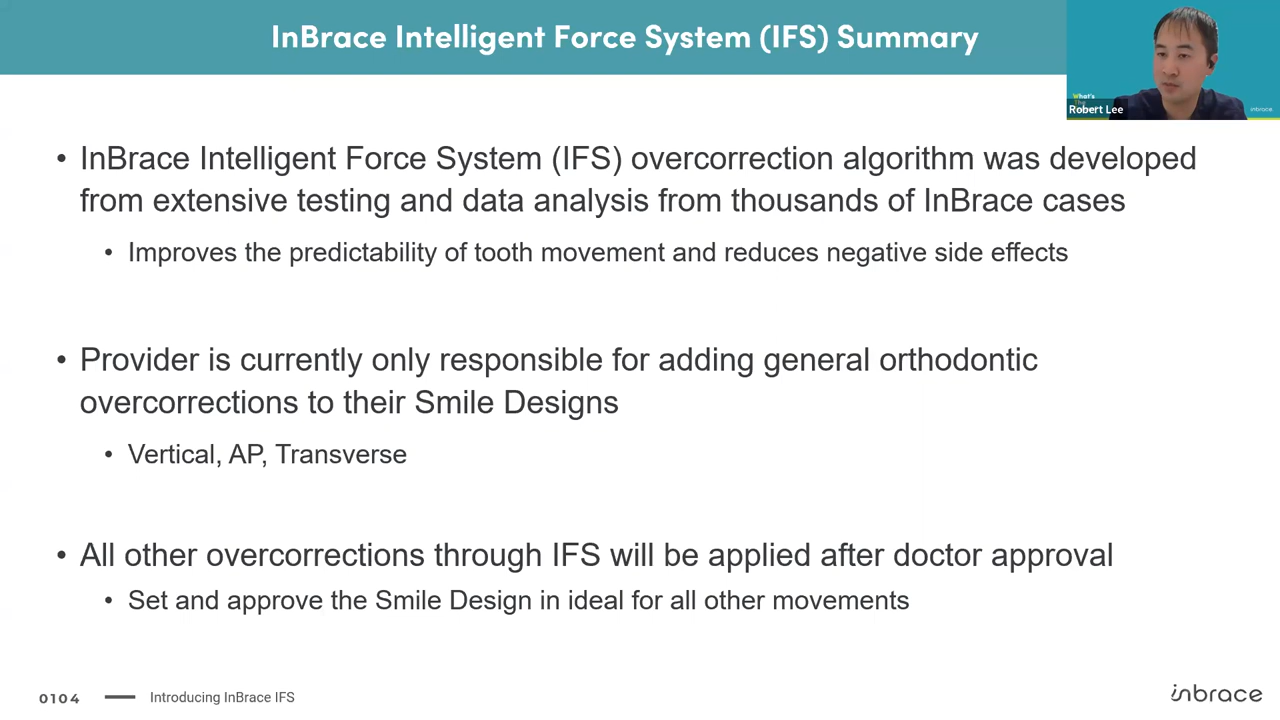 InBrace Intelligent Force System (IFS) Summary
What's
The
Robert Lee
inbrace
• InBrace Intelligent Force System (IFS) overcorrection algorithm was developed
from extensive testing and data analysis from thousands of InBrace cases
• Improves the predictability of tooth movement and reduces negative side effects
• Provider is currently only responsible for adding general orthodontic
overcorrections to their Smile Designs
• Vertical, AP, Transverse
• All other overcorrections through IFS will be applied after doctor approval
• Set and approve the Smile Design in ideal for all other movements
0104
Introducing InBrace IFS
inbrace